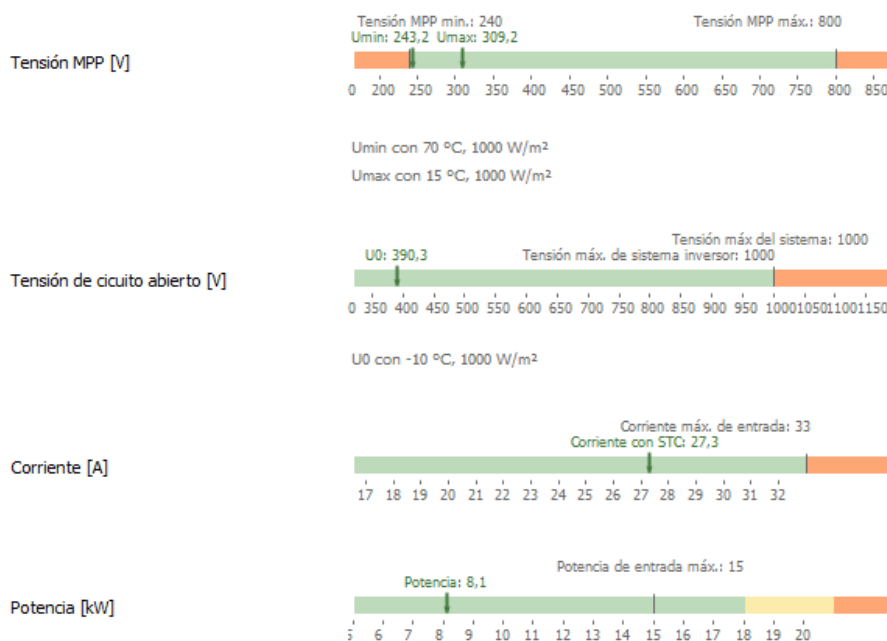 Tensión MPP min.: 240 Tensión MPP máx.: 800
Umin: 243,2 Umax: 309,2
Tensión MPP [V]
0 200 250 300 350 400 450 500 550 600 650 700 750 800 850
Umin con 70 ºC, 1000 W/m²
Umax con 15 ºC, 1000 W/m²
Tensión máx del sistema: 1000
U0: 390,3 Tensión máx. de sistema inversor: 1000
Tensión de cicuito abierto [V]
0 350 400 450 500 550 600 650 700 750 800 850 900 950 1000 1050 1100 1150
U0 con -10 ºC, 1000 W/m²
Corriente máx. de entrada: 33
Corriente con STC: 27,3
Corriente [A]
17 18 19 20 21 22 23 24 25 26 27 28 29 30 31 32
Potencia de entrada máx.: 15
Potencia: 8,1
Potencia [kW]
5 6 7 8 9 10 11 12 13 14 15 16 17 18 19 20